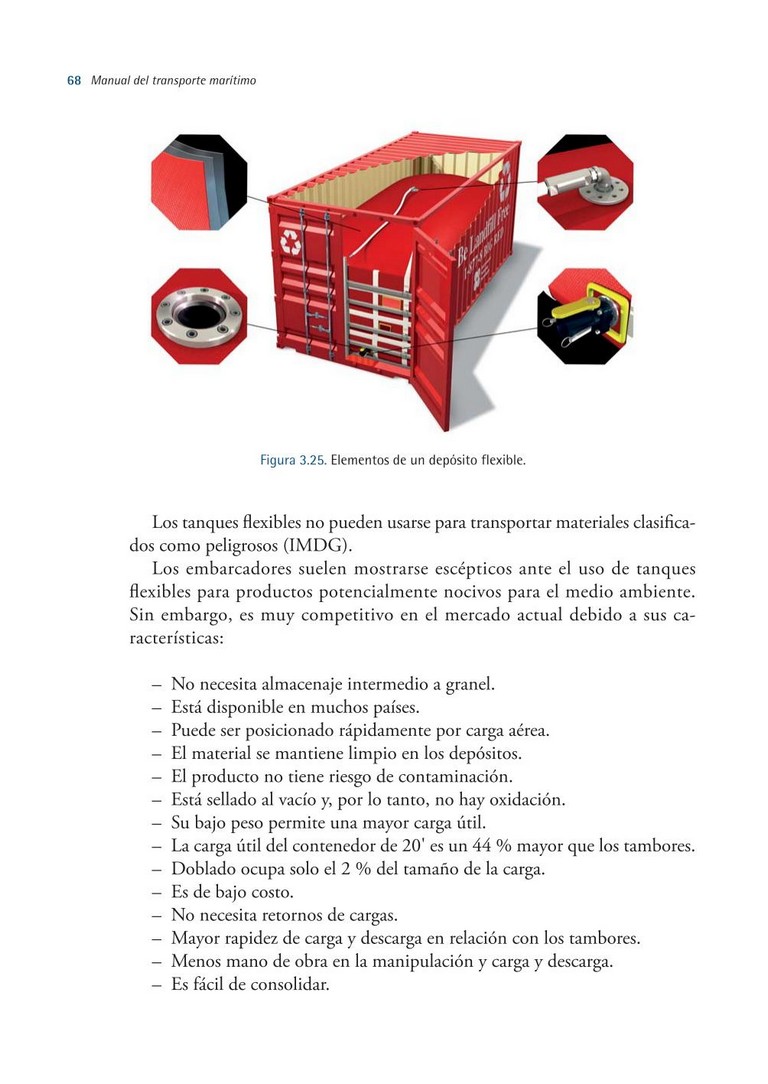 68 Manual del transporte marítimo
Be Landfill Free
Figura 3.25. Elementos de un depósito flexible.
Los tanques flexibles no pueden usarse para transportar materiales clasifica-
dos como peligrosos (IMDG).
Los embarcadores suelen mostrarse escépticos ante el uso de tanques
flexibles para productos potencialmente nocivos para el medio ambiente.
Sin embargo, es muy competitivo en el mercado actual debido a sus ca-
racterísticas:
– No necesita almacenaje intermedio a granel.
– Está disponible en muchos países.
– Puede ser posicionado rápidamente por carga aérea.
– El material se mantiene limpio en los depósitos.
– El producto no tiene riesgo de contaminación.
– Está sellado al vacío y, por lo tanto, no hay oxidación.
– Su bajo peso permite una mayor carga útil.
– La carga útil del contenedor de 20' es un 44 % mayor que los tambores.
– Doblado ocupa solo el 2 % del tamaño de la carga.
– Es de bajo costo.
– No necesita retornos de cargas.
– Mayor rapidez de carga y descarga en relación con los tambores.
– Menos mano de obra en la manipulación y carga y descarga.
– Es fácil de consolidar.